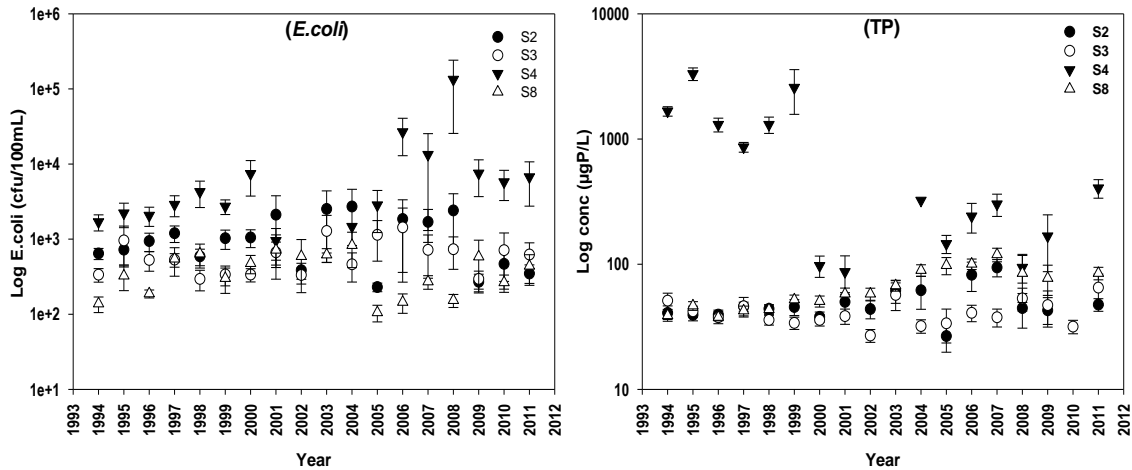 (E.coli)
Log E.coli (cfu/100mL)
1e+6
1e+5
1e+4
1e+3
1e+2
1e+1
S2
S3
S4
S8
1993 1994 1995 1996 1997 1998 1999 2000 2001 2002 2003 2004 2005 2006 2007 2008 2009 2010 2011 2012
Year
(TP)
Log conc (µgP/L)
10000
1000
100
10
S2
S3
S4
S8
1993 1994 1995 1996 1997 1998 1999 2000 2001 2002 2003 2004 2005 2006 2007 2008 2009 2010 2011 2012
Year